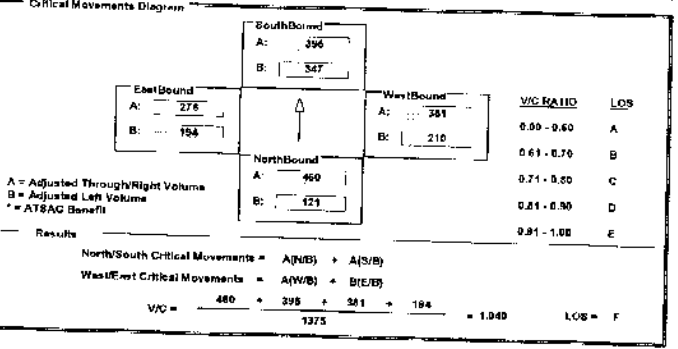 Critical Movements Diagram
SouthBound
A: 395
B: 347
EastBound
A: 276
B: 194
WestBound
A: 381
B: 210
NorthBound
A: 460
B: 121
V/C RATIO LOS
0.00 - 0.60 A
0.61 - 0.70 B
0.71 - 0.80 C
0.81 - 0.90 D
0.91 - 1.00 E
A = Adjusted Through/Right Volume
B = Adjusted Left Volume
* = ATSAC Benefit
Results
North/South Critical Movements = A(N/B) + A(S/B)
West/East Critical Movements = A(W/B) + B(E/B)
V/C = 460 + 395 + 381 + 194
1375
= 1.040 LOS = F